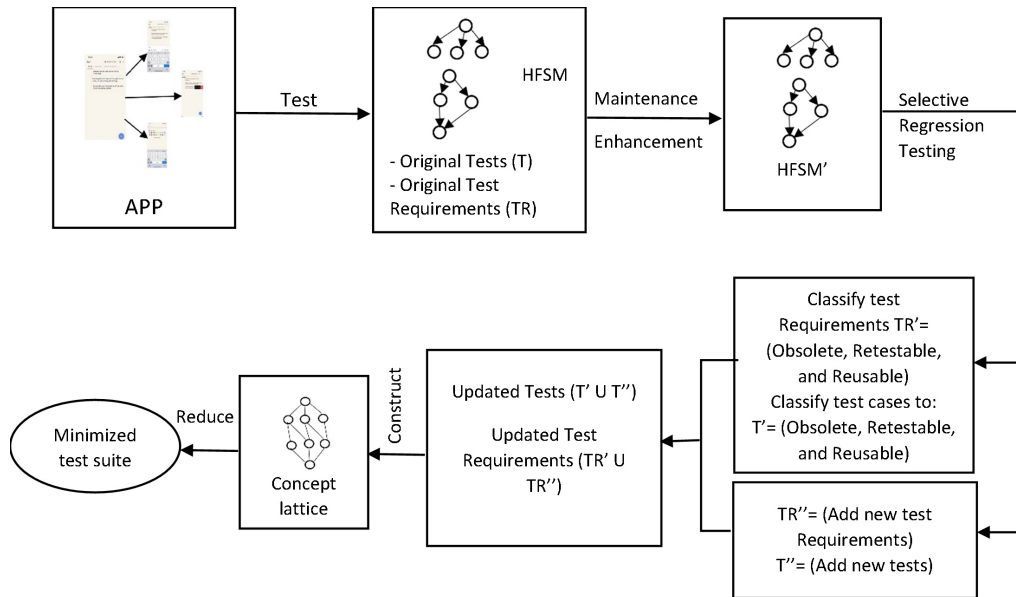 APP
Test
HFSM
- Original Tests (T)
- Original Test
Requirements (TR)
Maintenance
Enhancement
HFSM’
Selective
Regression
Testing
Classify test
Requirements TR’=
(Obsolete, Retestable,
and Reusable)
Classify test cases to:
T’= (Obsolete, Retestable,
and Reusable)
TR’’= (Add new test
Requirements)
T’’= (Add new tests)
Updated Tests (T’ U T’’)
Updated Test
Requirements (TR’ U
TR’’)
Construct
Concept
lattice
Reduce
Minimized
test suite